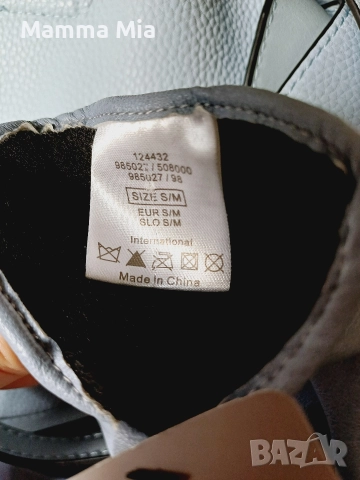 Mamma Mia
124432
985027 / 508000
985027 / 98
SIZE S/M
EUR S/M
SLO S/M
International
Made in China
BAZAR